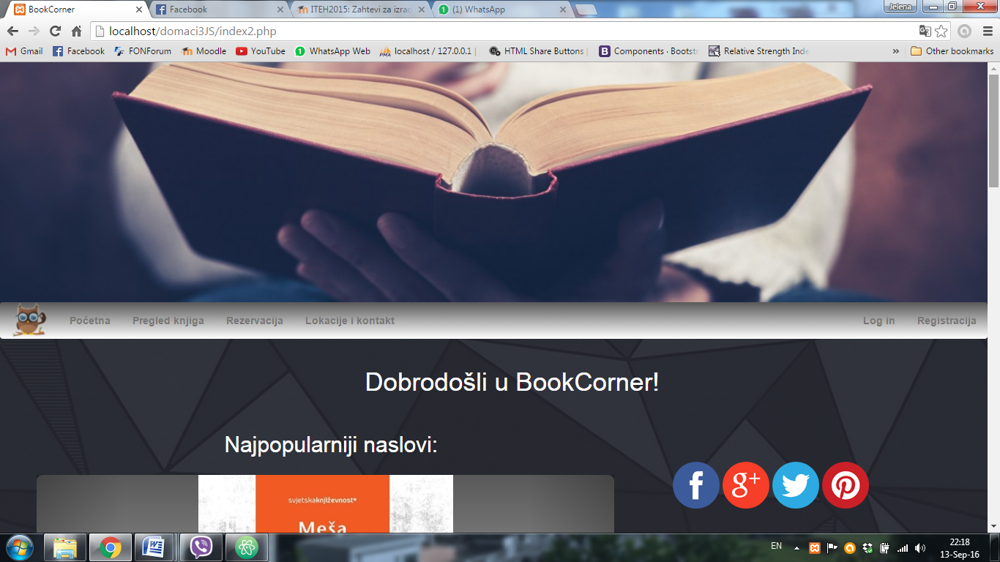 BookCorner
Facebook
ITEH2015: Zahtevi za izrad
(1) WhatsApp
Jelena
localhost/domaci3JS/index2.php
Gmail
Facebook
FONForum
Moodle
YouTube
WhatsApp Web
localhost / 127.0.0.1 |
HTML Share Buttons |
Components · Bootstr
Relative Strength Inde
»
Other bookmarks
Početna
Pregled knjiga
Rezervacija
Lokacije i kontakt
Log in
Registracija
Dobrodošli u BookCorner!
Najpopularniji naslovi:
svjetskaknjiževnost*
Meša
EN
22:18
13-Sep-16